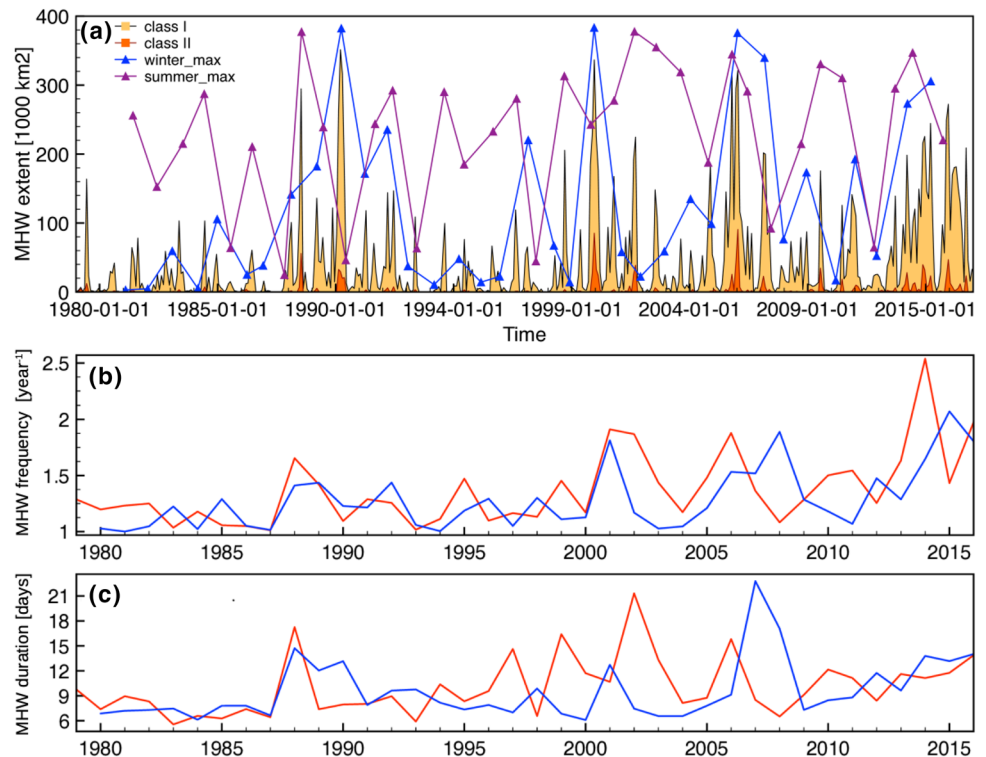 (a)
class I
class II
winter_max
summer_max
MHW extent [1000 km2]
400
300
200
100
0
1980-01-01 1985-01-01 1990-01-01 1994-01-01 1999-01-01 2004-01-01 2009-01-01 2015-01-01
Time
(b)
MHW frequency [year⁻¹]
2.5
2
1.5
1
1980 1985 1990 1995 2000 2005 2010 2015
(c)
MHW duration [days]
21
18
15
12
9
6
1980 1985 1990 1995 2000 2005 2010 2015